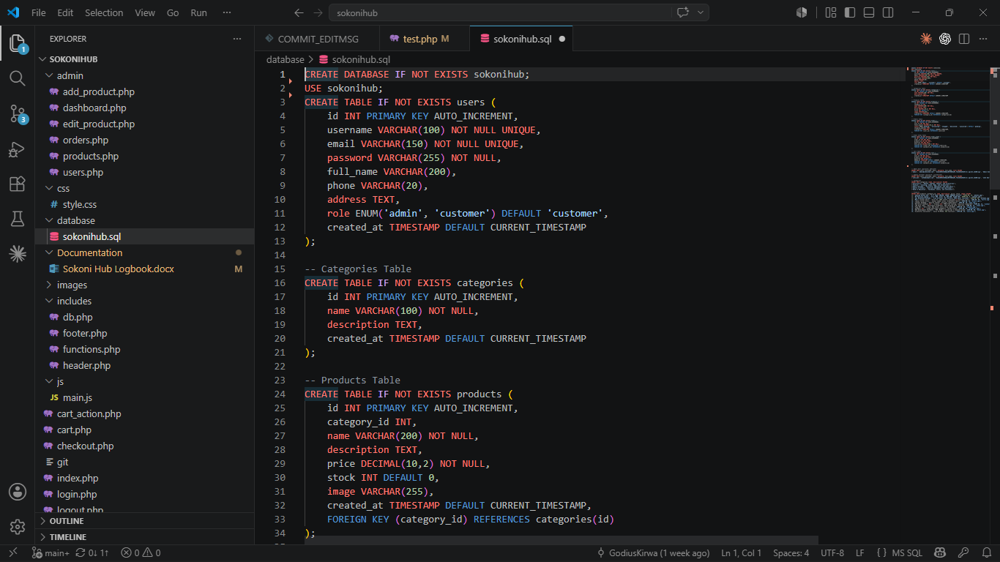 File Edit Selection View Go Run ··· sokonihub
EXPLORER ···
SOKONIHUB
admin
add_product.php
dashboard.php
edit_product.php
orders.php
products.php
users.php
css
# style.css
database
sokonihub.sql
Documentation
Sokoni Hub Logbook.docx M
images
includes
db.php
footer.php
functions.php
header.php
js
JS main.js
cart_action.php
cart.php
checkout.php
git
index.php
login.php
logout.php
OUTLINE
TIMELINE
1
3
COMMIT_EDITMSG test.php M sokonihub.sql
database > sokonihub.sql
1 CREATE DATABASE IF NOT EXISTS sokonihub;
2 USE sokonihub;
3 CREATE TABLE IF NOT EXISTS users (
4 id INT PRIMARY KEY AUTO_INCREMENT,
5 username VARCHAR(100) NOT NULL UNIQUE,
6 email VARCHAR(150) NOT NULL UNIQUE,
7 password VARCHAR(255) NOT NULL,
8 full_name VARCHAR(200),
9 phone VARCHAR(20),
10 address TEXT,
11 role ENUM('admin', 'customer') DEFAULT 'customer',
12 created_at TIMESTAMP DEFAULT CURRENT_TIMESTAMP
13 );
14
15 -- Categories Table
16 CREATE TABLE IF NOT EXISTS categories (
17 id INT PRIMARY KEY AUTO_INCREMENT,
18 name VARCHAR(100) NOT NULL,
19 description TEXT,
20 created_at TIMESTAMP DEFAULT CURRENT_TIMESTAMP
21 );
22
23 -- Products Table
24 CREATE TABLE IF NOT EXISTS products (
25 id INT PRIMARY KEY AUTO_INCREMENT,
26 category_id INT,
27 name VARCHAR(200) NOT NULL,
28 description TEXT,
29 price DECIMAL(10,2) NOT NULL,
30 stock INT DEFAULT 0,
31 image VARCHAR(255),
32 created_at TIMESTAMP DEFAULT CURRENT_TIMESTAMP,
33 FOREIGN KEY (category_id) REFERENCES categories(id)
34 );
main+ 0↓ 1↑ 0 0 GodiusKirwa (1 week ago) Ln 1, Col 1 Spaces: 4 UTF-8 LF { } MS SQL